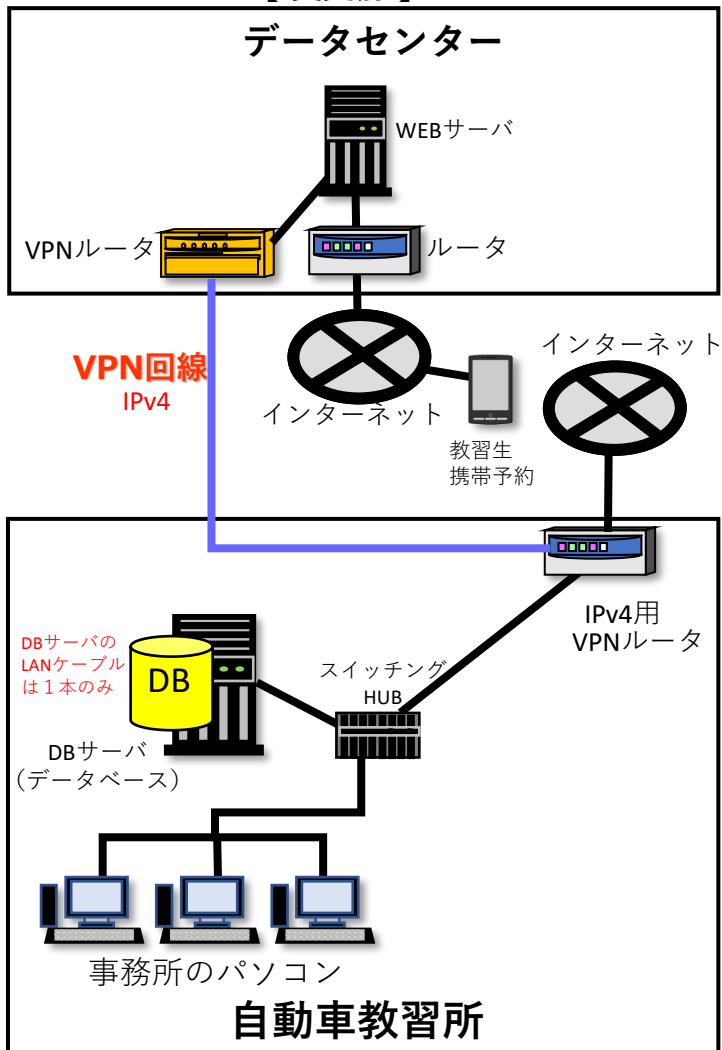 データセンター
WEBサーバ
VPNルータ
ルータ
VPN回線
IPv4
インターネット
インターネット
教習生
携帯予約
IPv4用
VPNルータ
DBサーバの
LANケーブル
は１本のみ
DB
スイッチング
HUB
DBサーバ
(データベース)
事務所のパソコン
自動車教習所